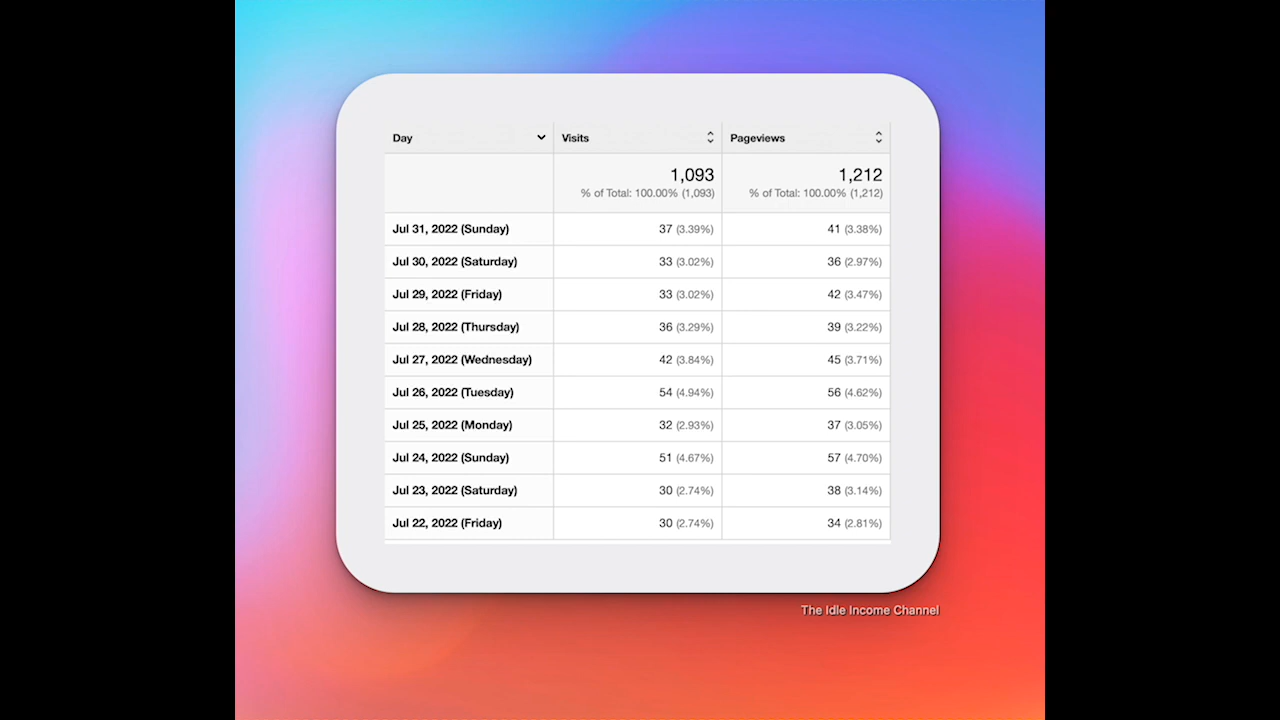 Day Visits Pageviews
1,093 1,212
% of Total: 100.00% (1,093) % of Total: 100.00% (1,212)
Jul 31, 2022 (Sunday) 37 (3.39%) 41 (3.38%)
Jul 30, 2022 (Saturday) 33 (3.02%) 36 (2.97%)
Jul 29, 2022 (Friday) 33 (3.02%) 42 (3.47%)
Jul 28, 2022 (Thursday) 36 (3.29%) 39 (3.22%)
Jul 27, 2022 (Wednesday) 42 (3.84%) 45 (3.71%)
Jul 26, 2022 (Tuesday) 54 (4.94%) 56 (4.62%)
Jul 25, 2022 (Monday) 32 (2.93%) 37 (3.05%)
Jul 24, 2022 (Sunday) 51 (4.67%) 57 (4.70%)
Jul 23, 2022 (Saturday) 30 (2.74%) 38 (3.14%)
Jul 22, 2022 (Friday) 30 (2.74%) 34 (2.81%)
The Idle Income Channel